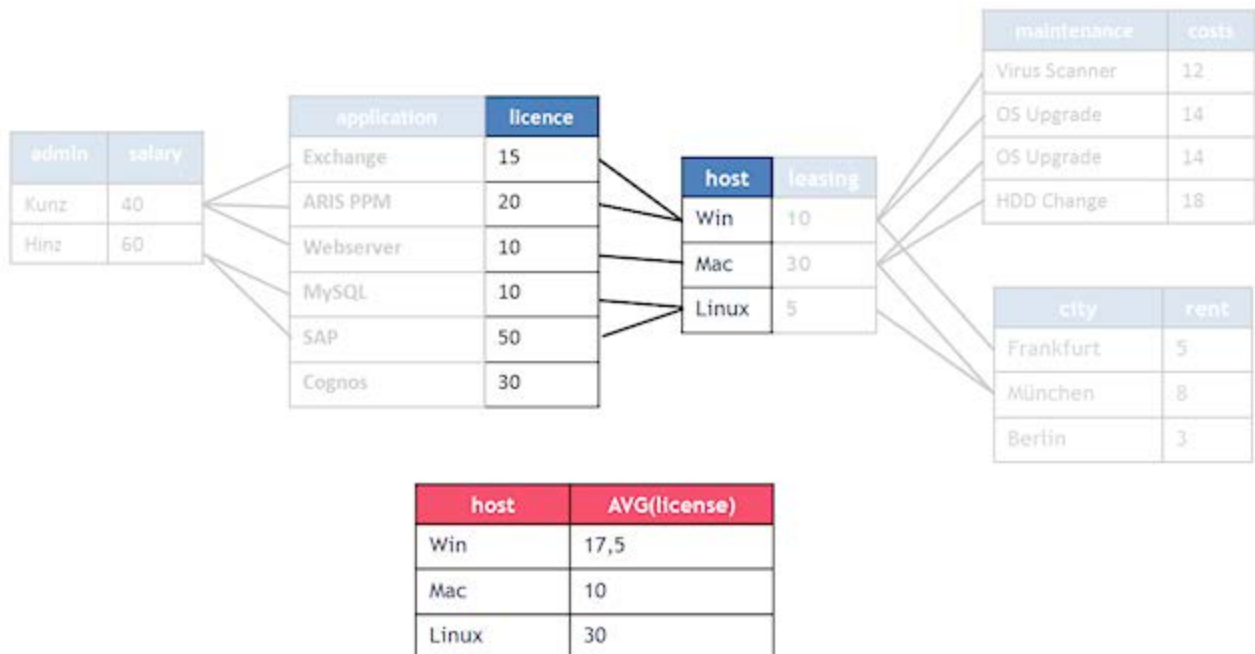 maintenance costs
Virus Scanner 12
OS Upgrade 14
OS Upgrade 14
HDD Change 18
application licence
Exchange 15
ARIS PPM 20
Webserver 10
MySQL 10
SAP 50
Cognos 30
admin salary
Kunz 40
Hinz 60
host leasing
Win 10
Mac 30
Linux 5
city rent
Frankfurt 5
München 8
Berlin 3
host AVG(license)
Win 17,5
Mac 10
Linux 30